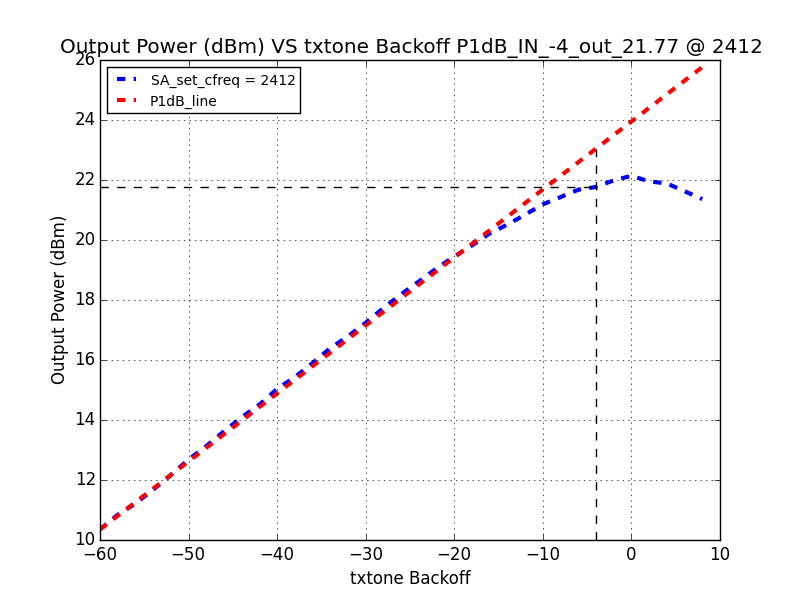 Output Power (dBm) VS txtone Backoff P1dB_IN_-4_out_21.77 @ 2412
SA_set_cfreq = 2412
P1dB_line
26
24
22
20
18
16
14
12
10
Output Power (dBm)
−60 −50 −40 −30 −20 −10 0 10
txtone Backoff